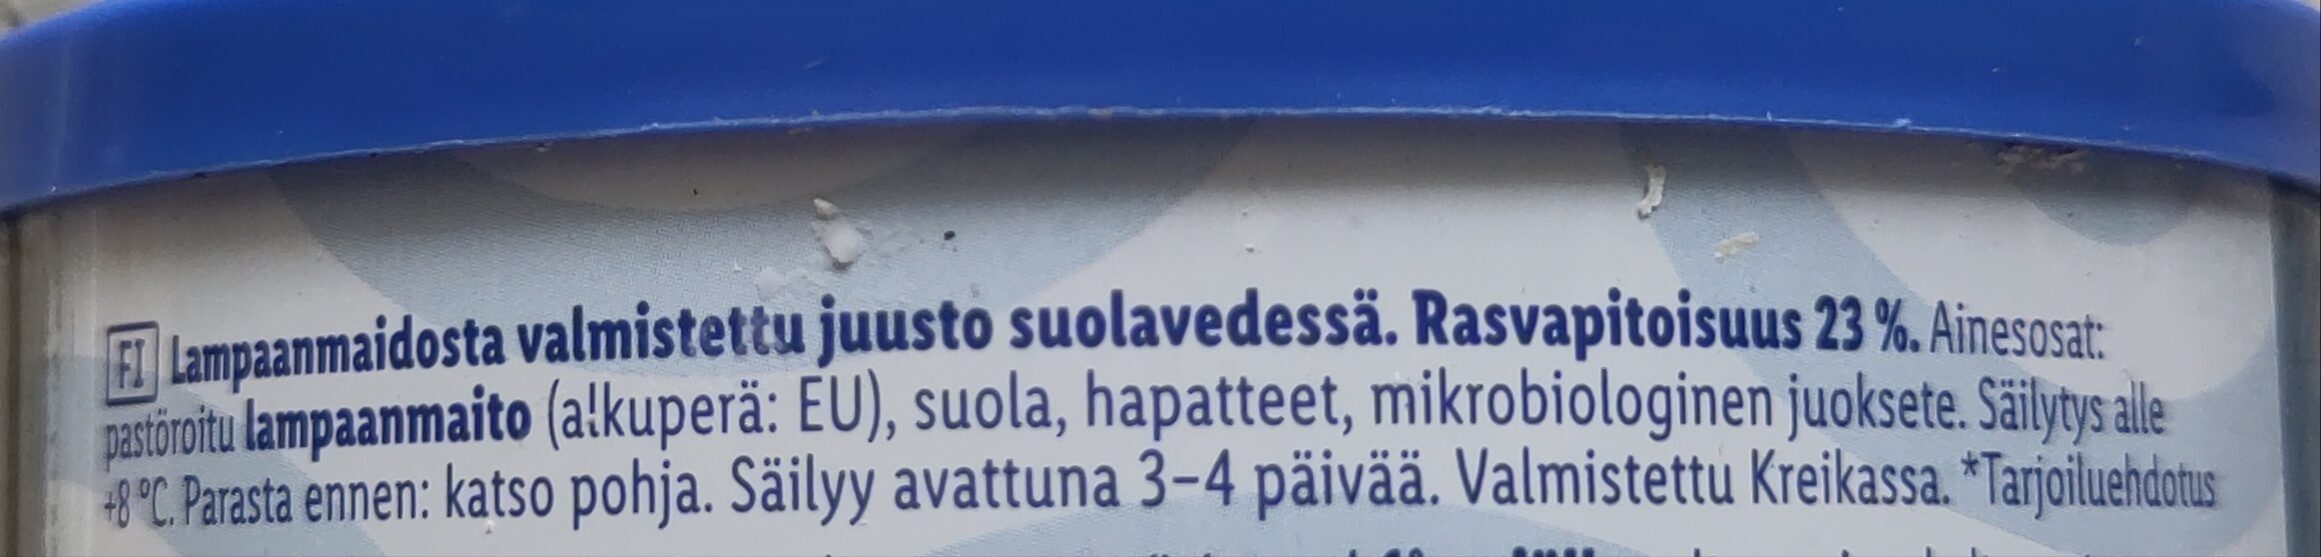 FI Lampaanmaidosta valmistettu juusto suolavedessä. Rasvapitoisuus 23 %. Ainesosat:
pastöroitu lampaanmaito (alkuperä: EU), suola, hapatteet, mikrobiologinen juoksete. Säilytys alle
+8 °C. Parasta ennen: katso pohja. Säilyy avattuna 3–4 päivää. Valmistettu Kreikassa. *Tarjoiluehdotus